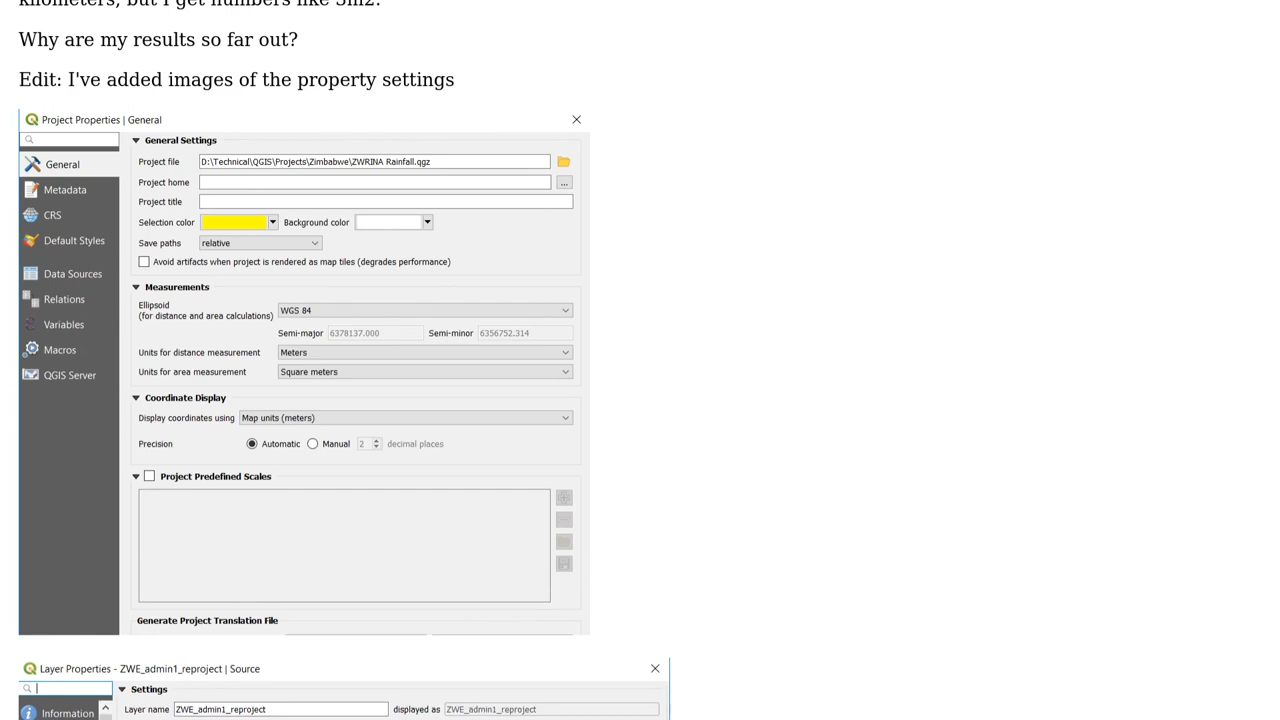 kilometers, but I get numbers like 5m2.
Why are my results so far out?
Edit: I've added images of the property settings
Project Properties | General
General
Metadata
CRS
Default Styles
Data Sources
Relations
Variables
Macros
QGIS Server
General Settings
Project file D:\Technical\QGIS\Projects\Zimbabwe\ZWRINA Rainfall.qgz
Project home ...
Project title
Selection color Background color
Save paths relative
Avoid artifacts when project is rendered as map tiles (degrades performance)
Measurements
Ellipsoid
(for distance and area calculations) WGS 84
Semi-major 6378137.000 Semi-minor 6356752.314
Units for distance measurement Meters
Units for area measurement Square meters
Coordinate Display
Display coordinates using Map units (meters)
Precision Automatic Manual 2 decimal places
Project Predefined Scales
Generate Project Translation File
Layer Properties - ZWE_admin1_reproject | Source
Information
Settings
Layer name ZWE_admin1_reproject displayed as ZWE_admin1_reproject